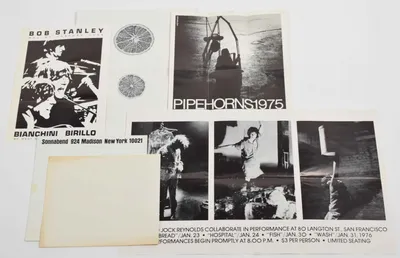 BOB STANLEY
BIANCHINI BIRILLO
Sonnabend 924 Madison New York 10021
PIPEHORNS1975
JOCK REYNOLDS COLLABORATE IN PERFORMANCE AT 80 LANGTON ST., SAN FRANCISCO
BREAD" JAN. 23 • "HOSPITAL" JAN. 24 • "FISH" JAN. 30 • "WASH" JAN. 31, 1976
PERFORMANCES BEGIN PROMPTLY AT 8:00 P.M. • $3 PER PERSON • LIMITED SEATING